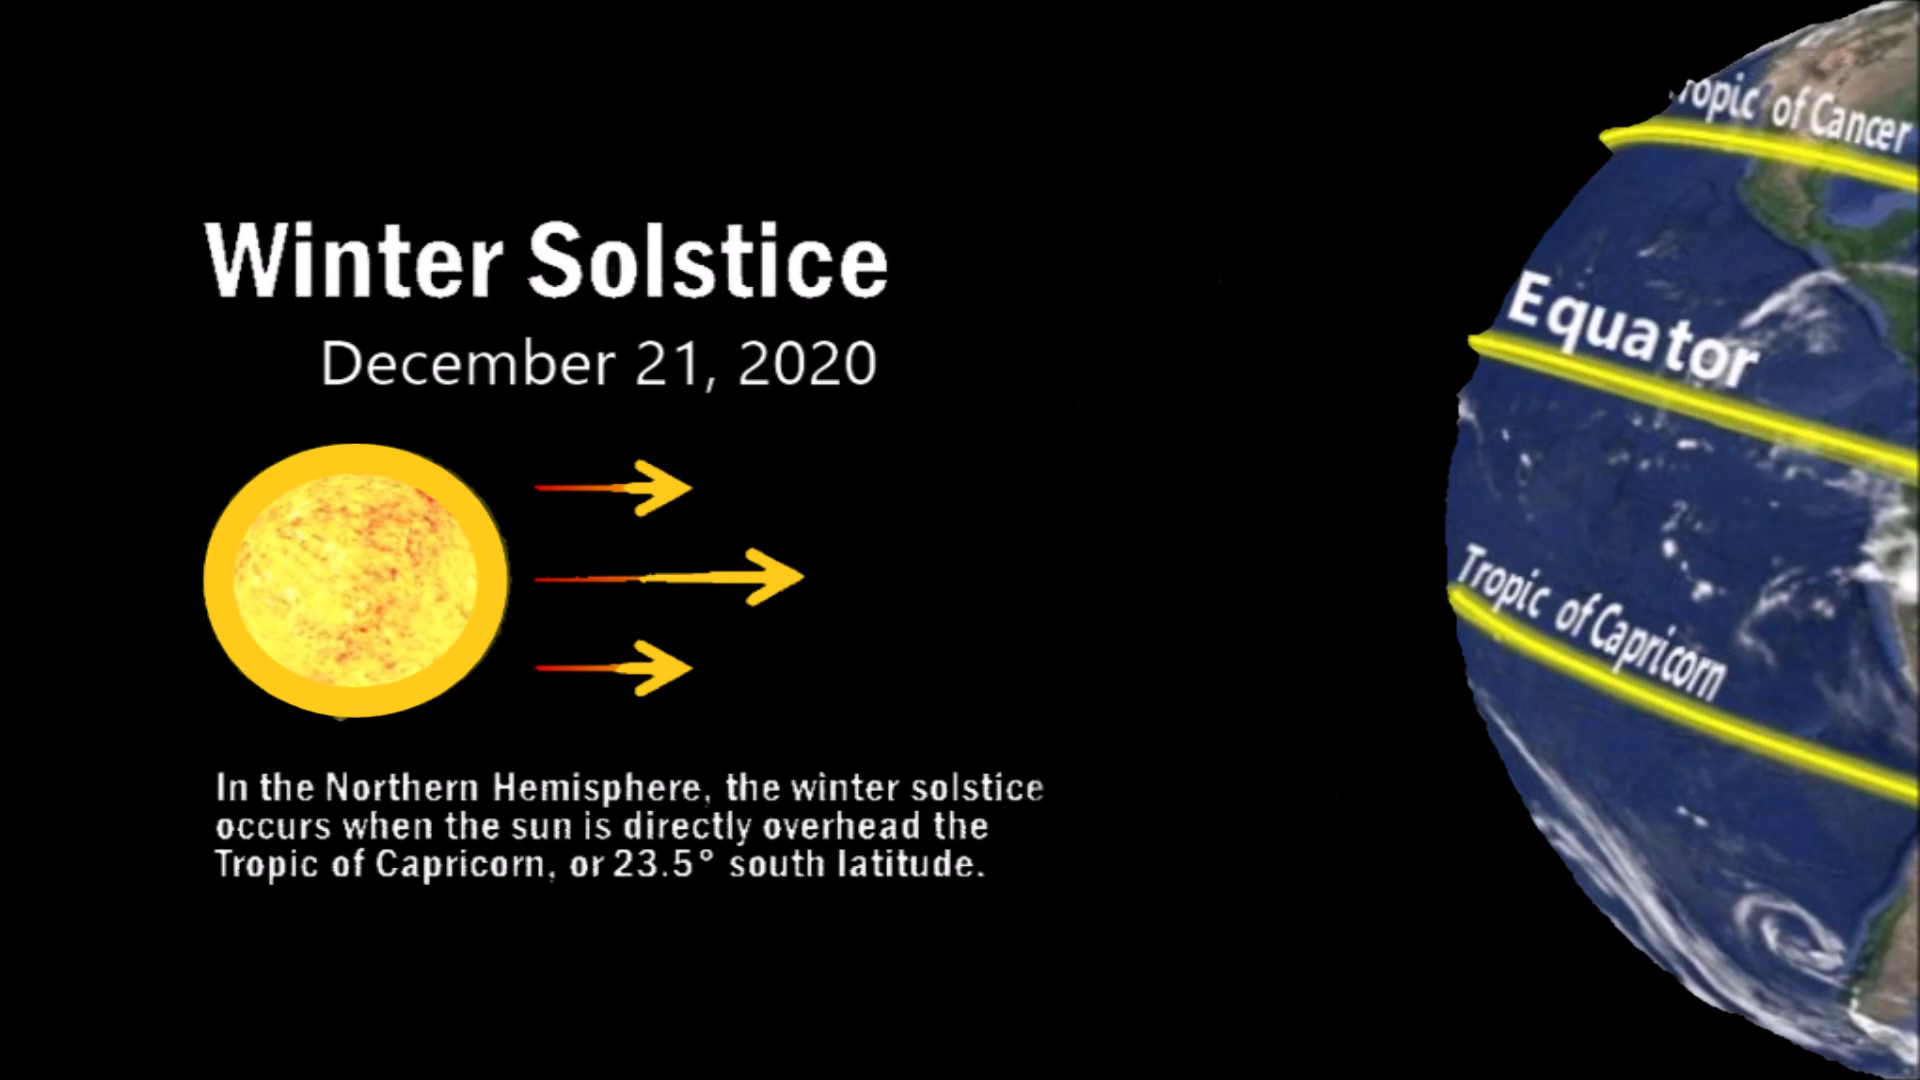 Winter Solstice
December 21, 2020
In the Northern Hemisphere, the winter solstice
occurs when the sun is directly overhead the
Tropic of Capricorn, or 23.5° south latitude.
Tropic of Cancer
Equator
Tropic of Capricorn